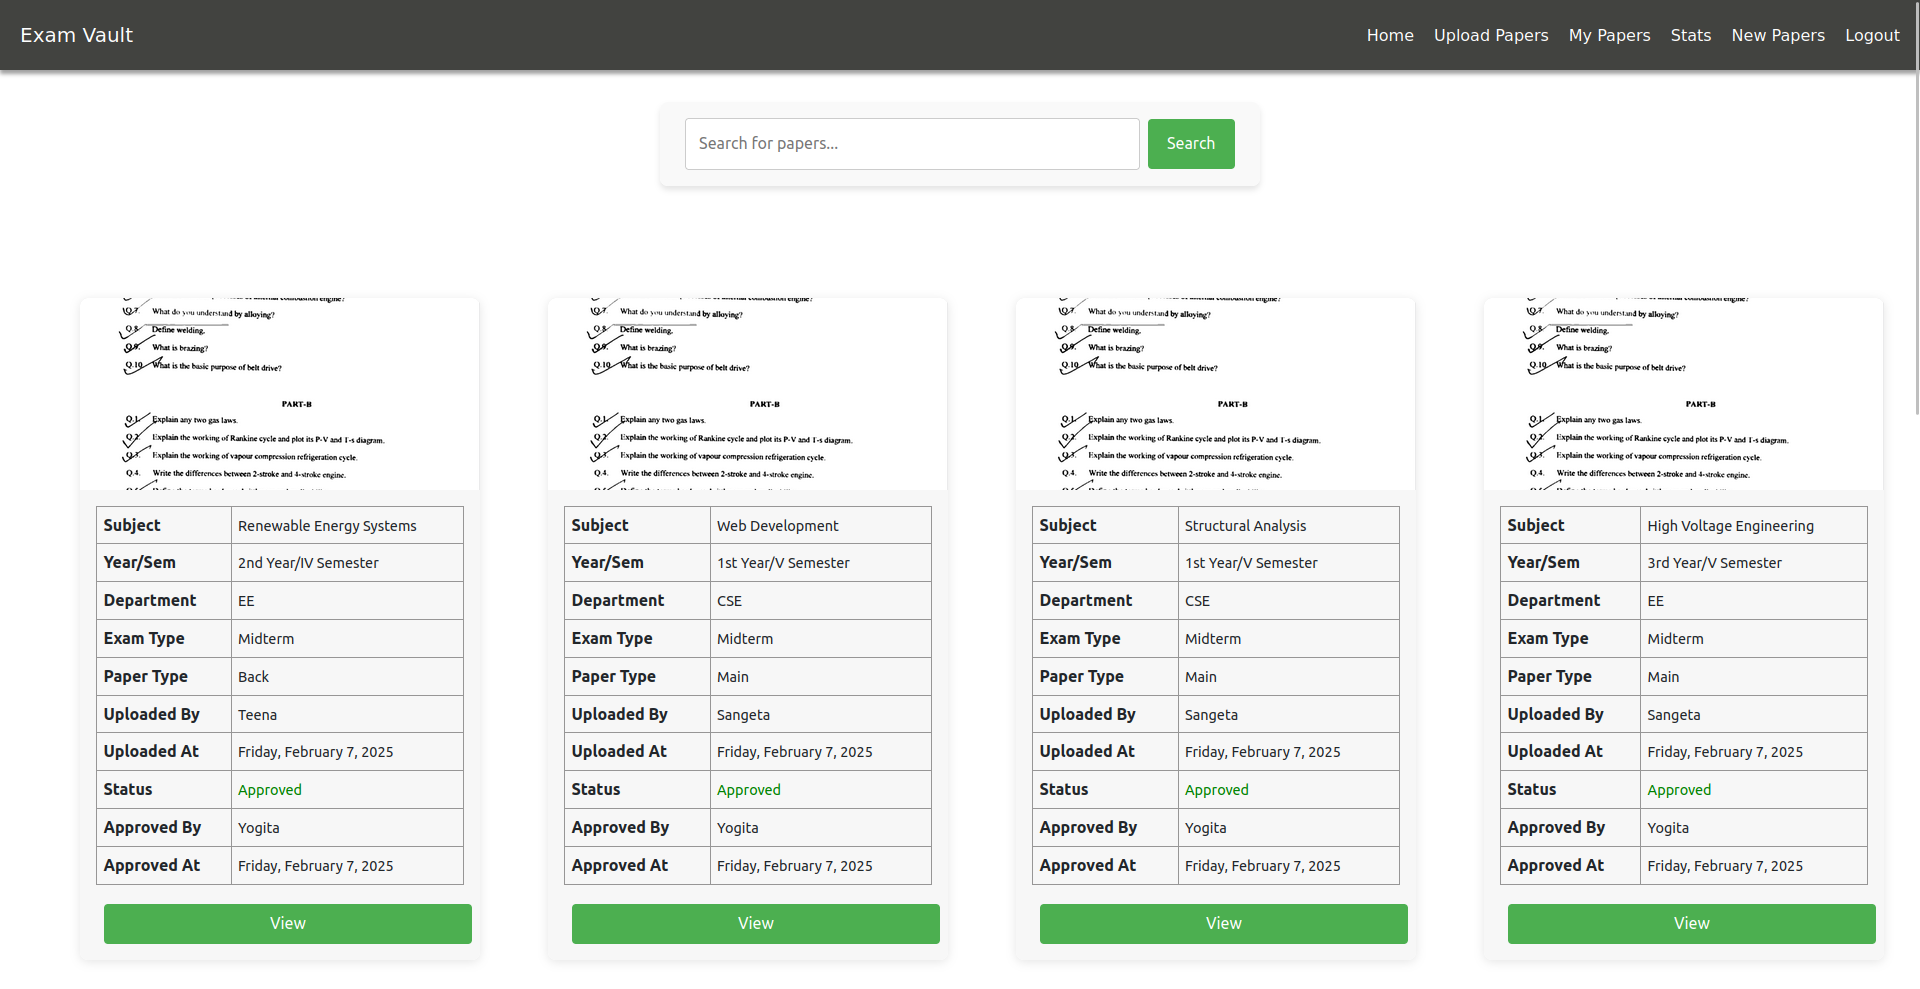 Exam Vault
Home Upload Papers My Papers Stats New Papers Logout
Search for papers...
Search
Q.7. What do you understand by alloying?
Q.8 Define welding.
Q.9. What is brazing?
Q.10 What is the basic purpose of belt drive?
PART-B
Q.1. Explain any two gas laws.
Q.2. Explain the working of Rankine cycle and plot its P-V and T-s diagram.
Q.3. Explain the working of vapour compression refrigeration cycle.
Q.4. Write the differences between 2-stroke and 4-stroke engine.
Subject Renewable Energy Systems
Year/Sem 2nd Year/IV Semester
Department EE
Exam Type Midterm
Paper Type Back
Uploaded By Teena
Uploaded At Friday, February 7, 2025
Status Approved
Approved By Yogita
Approved At Friday, February 7, 2025
View
Q.7. What do you understand by alloying?
Q.8 Define welding.
Q.9. What is brazing?
Q.10 What is the basic purpose of belt drive?
PART-B
Q.1. Explain any two gas laws.
Q.2. Explain the working of Rankine cycle and plot its P-V and T-s diagram.
Q.3. Explain the working of vapour compression refrigeration cycle.
Q.4. Write the differences between 2-stroke and 4-stroke engine.
Subject Web Development
Year/Sem 1st Year/V Semester
Department CSE
Exam Type Midterm
Paper Type Main
Uploaded By Sangeta
Uploaded At Friday, February 7, 2025
Status Approved
Approved By Yogita
Approved At Friday, February 7, 2025
View
Q.7. What do you understand by alloying?
Q.8 Define welding.
Q.9. What is brazing?
Q.10 What is the basic purpose of belt drive?
PART-B
Q.1. Explain any two gas laws.
Q.2. Explain the working of Rankine cycle and plot its P-V and T-s diagram.
Q.3. Explain the working of vapour compression refrigeration cycle.
Q.4. Write the differences between 2-stroke and 4-stroke engine.
Subject Structural Analysis
Year/Sem 1st Year/V Semester
Department CSE
Exam Type Midterm
Paper Type Main
Uploaded By Sangeta
Uploaded At Friday, February 7, 2025
Status Approved
Approved By Yogita
Approved At Friday, February 7, 2025
View
Q.7. What do you understand by alloying?
Q.8 Define welding.
Q.9. What is brazing?
Q.10 What is the basic purpose of belt drive?
PART-B
Q.1. Explain any two gas laws.
Q.2. Explain the working of Rankine cycle and plot its P-V and T-s diagram.
Q.3. Explain the working of vapour compression refrigeration cycle.
Q.4. Write the differences between 2-stroke and 4-stroke engine.
Subject High Voltage Engineering
Year/Sem 3rd Year/V Semester
Department EE
Exam Type Midterm
Paper Type Main
Uploaded By Sangeta
Uploaded At Friday, February 7, 2025
Status Approved
Approved By Yogita
Approved At Friday, February 7, 2025
View